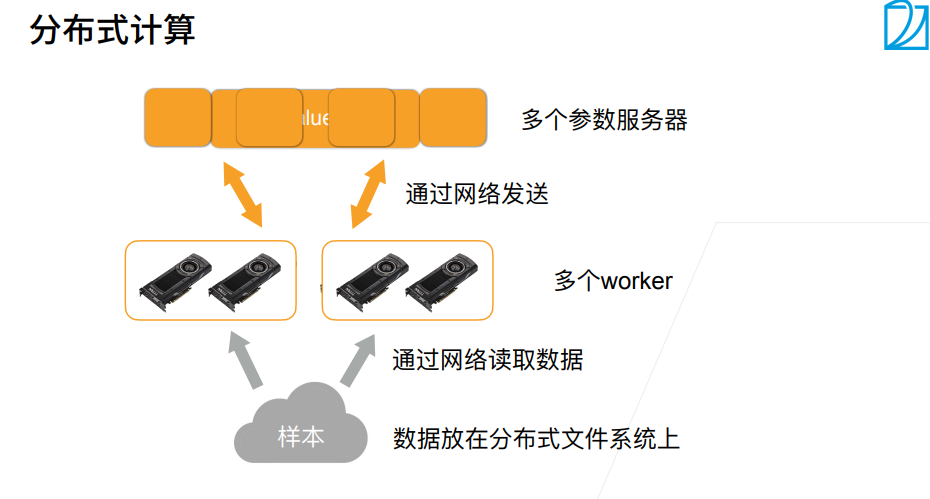 分布式计算
多个参数服务器
通过网络发送
多个worker
通过网络读取数据
样本
数据放在分布式文件系统上